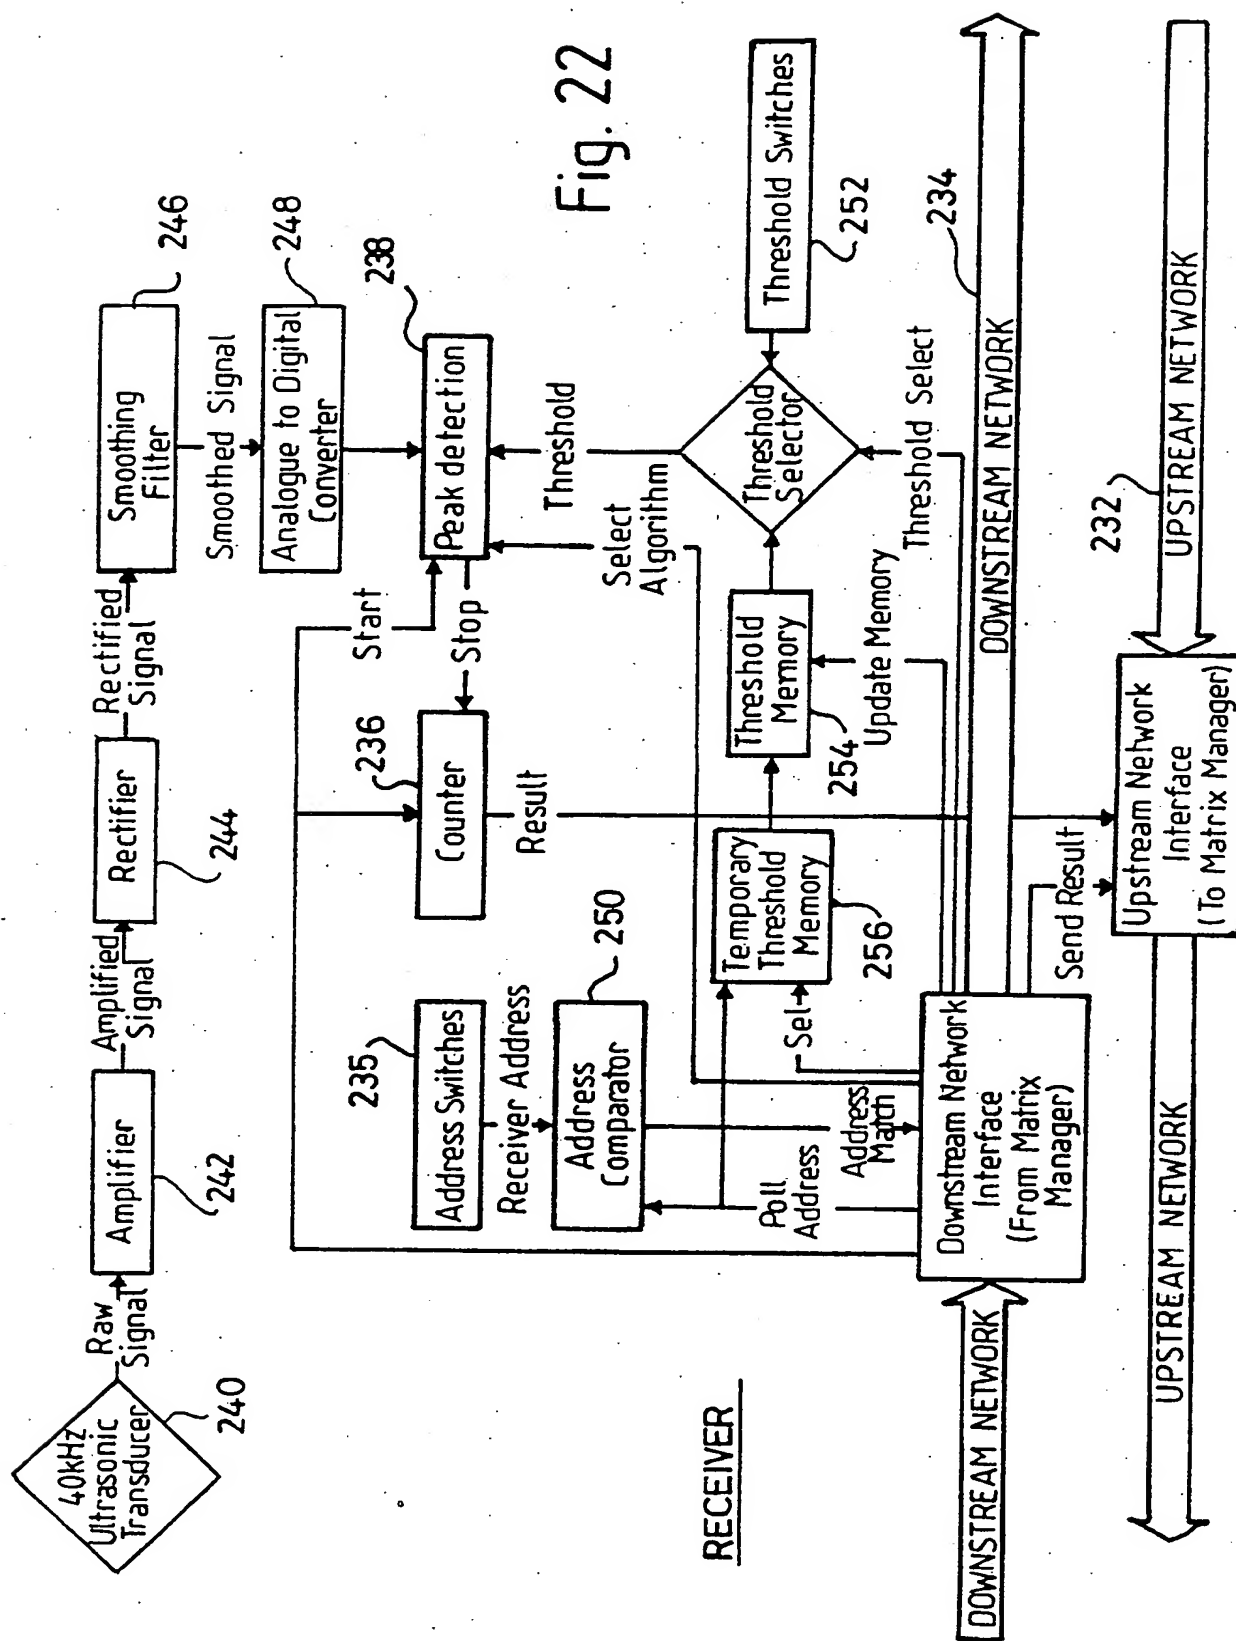 40kHz
Ultrasonic
Transducer
240
Raw
Signal
Amplifier
242
Amplified
Signal
Rectifier
244
Rectified
Signal
Smoothing
Filter
246
Smoothed Signal
Analogue to Digital
Converter
248
Start
Stop
Peak detection
238
Counter
236
Result
Address Switches
235
Receiver Address
Address
Comparator
250
Select
Algorithm
Threshold
Fig. 22
Poll
Address
Address
Match
Sel
Temporary
Threshold
Memory
256
Threshold
Memory
254
Update Memory
Threshold
Selector
Threshold Select
Threshold Switches
252
RECEIVER
DOWNSTREAM NETWORK
Downstream Network
Interface
(From Matrix
Manager)
DOWNSTREAM NETWORK
234
Send Result
UPSTREAM NETWORK
Upstream Network
Interface
(To Matrix Manager)
UPSTREAM NETWORK
232